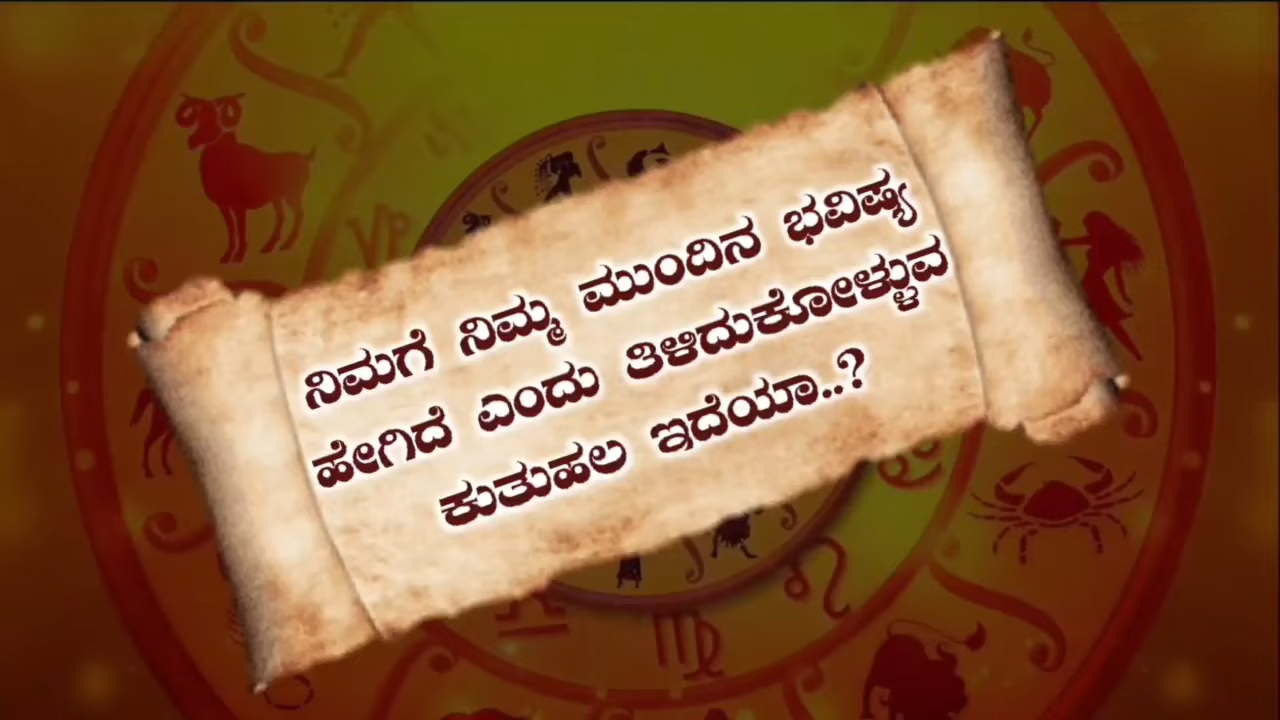 ನಿಮಗೆ ನಿಮ್ಮ ಮುಂದಿನ ಭವಿಷ್ಯ
ಹೇಗಿದೆ ಎಂದು ತಿಳಿದುಕೋಳ್ಳುವ
ಕುತುಹಲ ಇದೆಯಾ..?